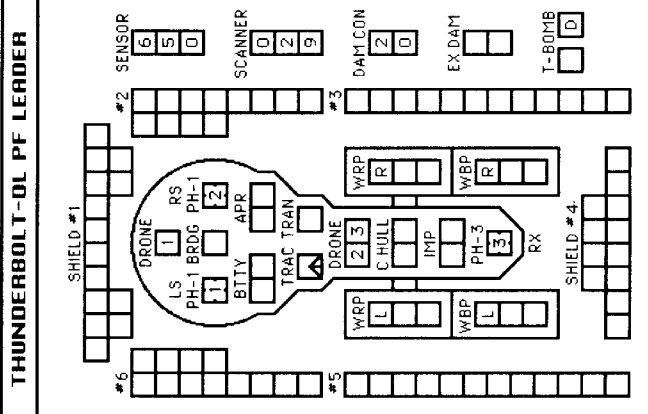 THUNDERBOLT-DL PF LEADER
SHIELD #1
SENSOR
6 5 0
SCANNER
0 2 9
DAM CON
2 0
EX DAM
T-BOMB
D
#6
#2
DRONE
1
LS
PH-1
1
BRDG
RS
PH-1
2
BTTY
APR
TRAC
TRAN
#5
#3
DRONE
2 3
C HULL
IMP
PH-3
3
RX
WRP
L
WBP
L
WRP
R
WBP
R
SHIELD #4